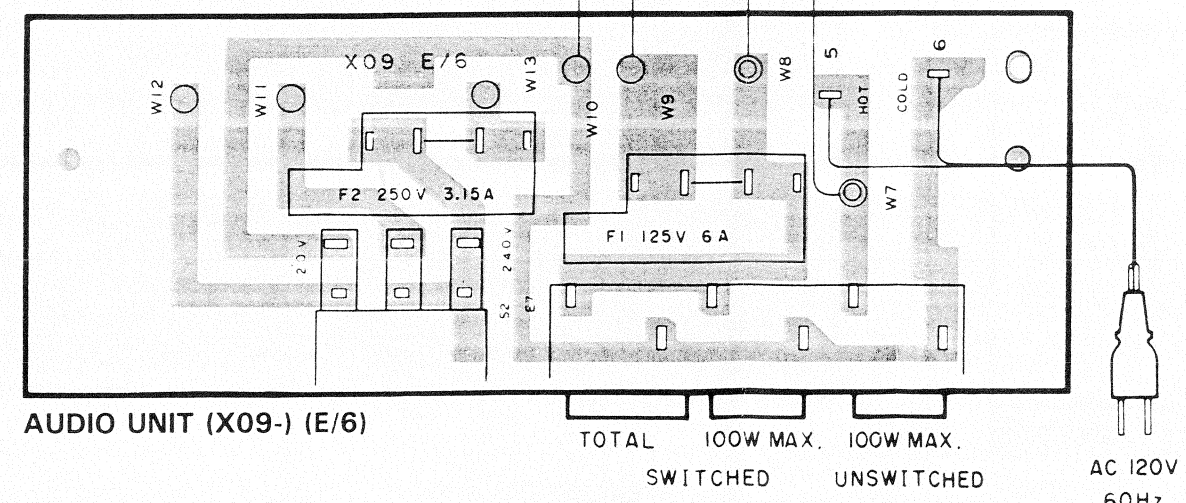 X09 E/6
W12
W11
W13
W10
W9
W8
5
HOT
6
COLD
W7
F2 250V 3.15A
F1 125V 6A
240V
S2
E7
AUDIO UNIT (X09-) (E/6)
TOTAL 100W MAX. 100W MAX.
SWITCHED UNSWITCHED
AC 120V
60Hz